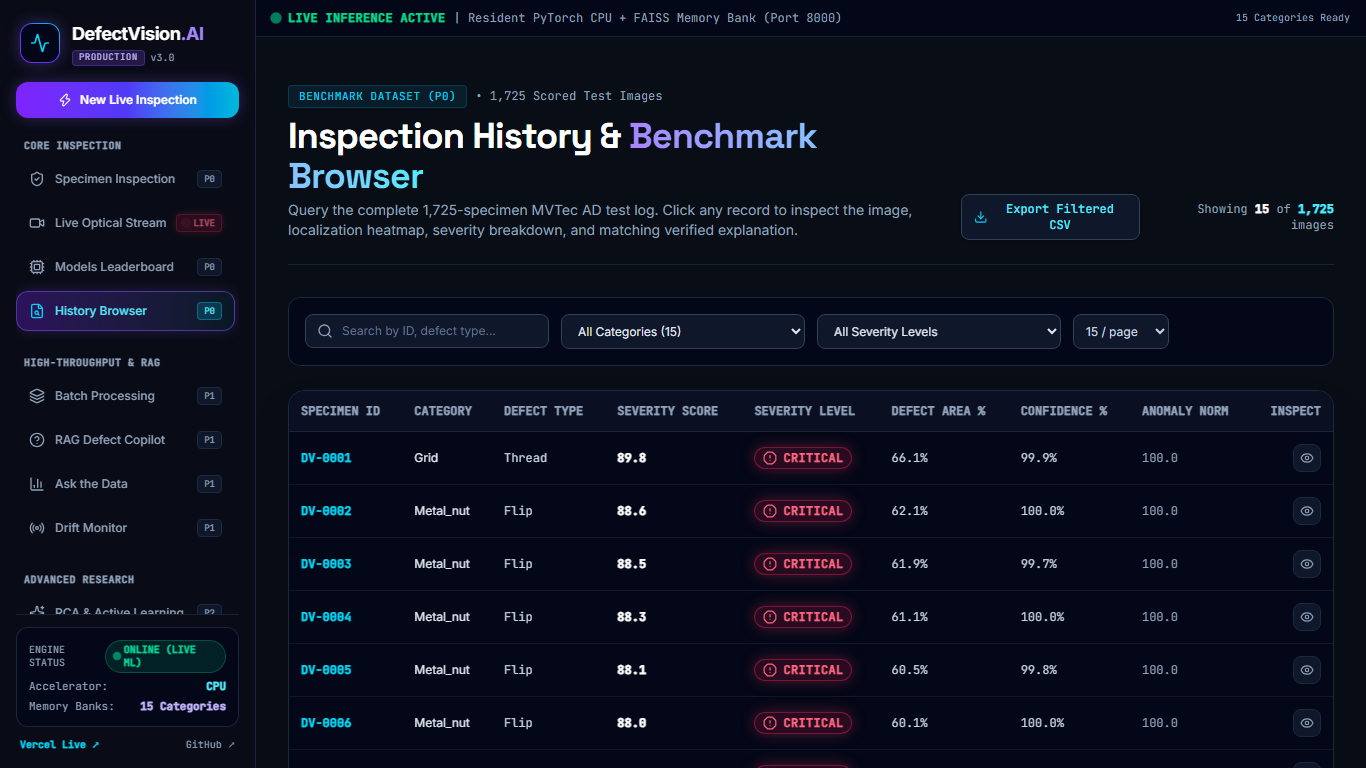 DefectVision.AI
PRODUCTION v3.0
New Live Inspection
CORE INSPECTION
Specimen Inspection P0
Live Optical Stream LIVE
Models Leaderboard P0
History Browser P0
HIGH-THROUGHPUT & RAG
Batch Processing P1
RAG Defect Copilot P1
Ask the Data P1
Drift Monitor P1
ADVANCED RESEARCH
PCA & Active Learning P2
ENGINE STATUS ONLINE (LIVE ML)
Accelerator: CPU
Memory Banks: 15 Categories
Vercel Live ↗ GitHub ↗
LIVE INFERENCE ACTIVE | Resident PyTorch CPU + FAISS Memory Bank (Port 8000) 15 Categories Ready
BENCHMARK DATASET (P0) • 1,725 Scored Test Images
Inspection History & Benchmark
Browser
Query the complete 1,725-specimen MVTec AD test log. Click any record to inspect the image,
localization heatmap, severity breakdown, and matching verified explanation.
Export Filtered
CSV
Showing 15 of 1,725
images
Search by ID, defect type... All Categories (15) All Severity Levels 15 / page
SPECIMEN ID CATEGORY DEFECT TYPE SEVERITY SCORE SEVERITY LEVEL DEFECT AREA % CONFIDENCE % ANOMALY NORM INSPECT
DV-0001 Grid Thread 89.8 CRITICAL 66.1% 99.9% 100.0
DV-0002 Metal_nut Flip 88.6 CRITICAL 62.1% 100.0% 100.0
DV-0003 Metal_nut Flip 88.5 CRITICAL 61.9% 99.7% 100.0
DV-0004 Metal_nut Flip 88.3 CRITICAL 61.1% 100.0% 100.0
DV-0005 Metal_nut Flip 88.1 CRITICAL 60.5% 99.8% 100.0
DV-0006 Metal_nut Flip 88.0 CRITICAL 60.1% 100.0% 100.0